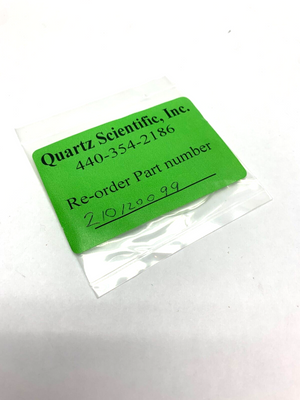 Quartz Scientific, Inc.
440-354-2186
Re-order Part number
210120099